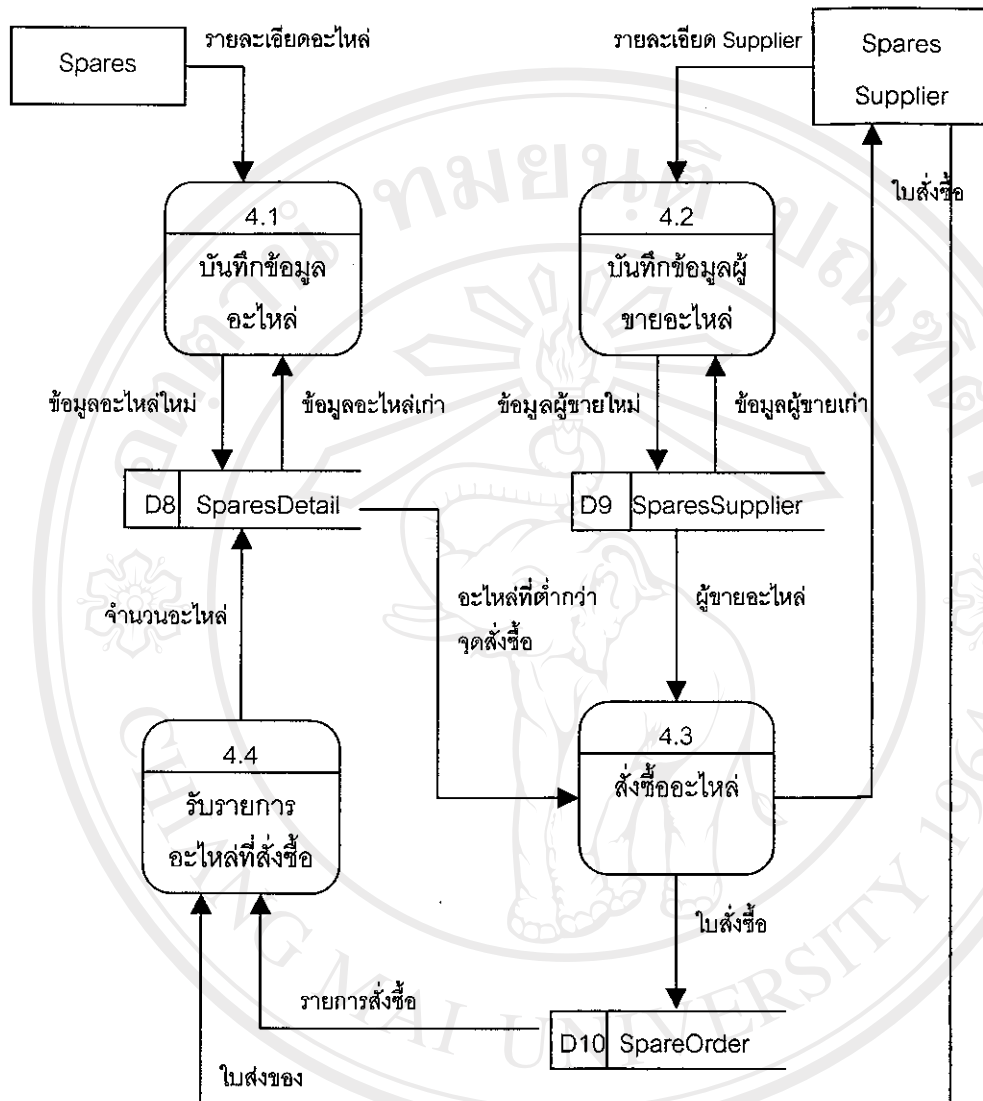 Spares
รายละเอียดอะไหล่
รายละเอียด Supplier
Spares
Supplier
ใบสั่งซื้อ
4.1
บันทึกข้อมูล
อะไหล่
4.2
บันทึกข้อมูลผู้
ขายอะไหล่
ข้อมูลอะไหล่ใหม่
ข้อมูลอะไหล่เก่า
ข้อมูลผู้ขายใหม่
ข้อมูลผู้ขายเก่า
D8 SparesDetail
D9 SparesSupplier
จำนวนอะไหล่
อะไหล่ที่ต่ำกว่า
จุดสั่งซื้อ
ผู้ขายอะไหล่
4.4
รับรายการ
อะไหล่ที่สั่งซื้อ
4.3
สั่งซื้ออะไหล่
ใบสั่งซื้อ
รายการสั่งซื้อ
D10 SpareOrder
ใบส่งของ
CHIANG MAI UNIVERSITY 1964